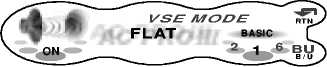 VSE MODE
RTN
FLAT
BASIC
ON
2 1 6 BU
B/U